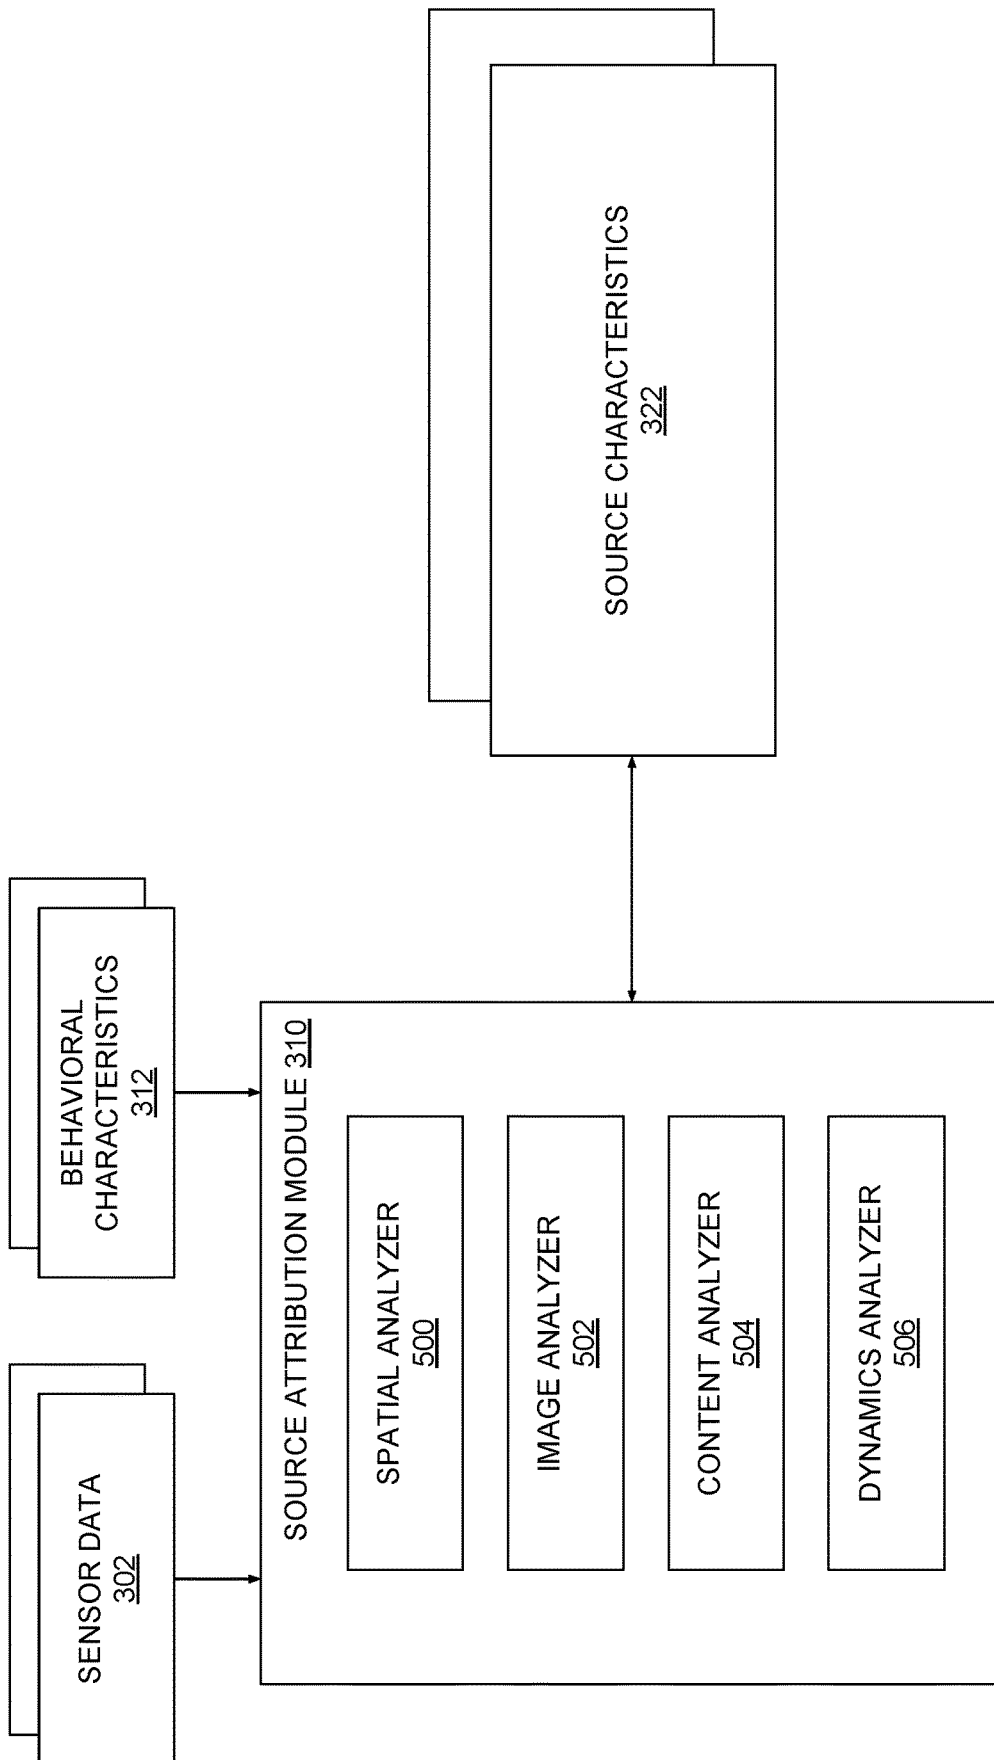 SENSOR DATA
302
BEHAVIORAL
CHARACTERISTICS
312
SOURCE ATTRIBUTION MODULE 310
SPATIAL ANALYZER
500
IMAGE ANALYZER
502
CONTENT ANALYZER
504
DYNAMICS ANALYZER
506
SOURCE CHARACTERISTICS
322